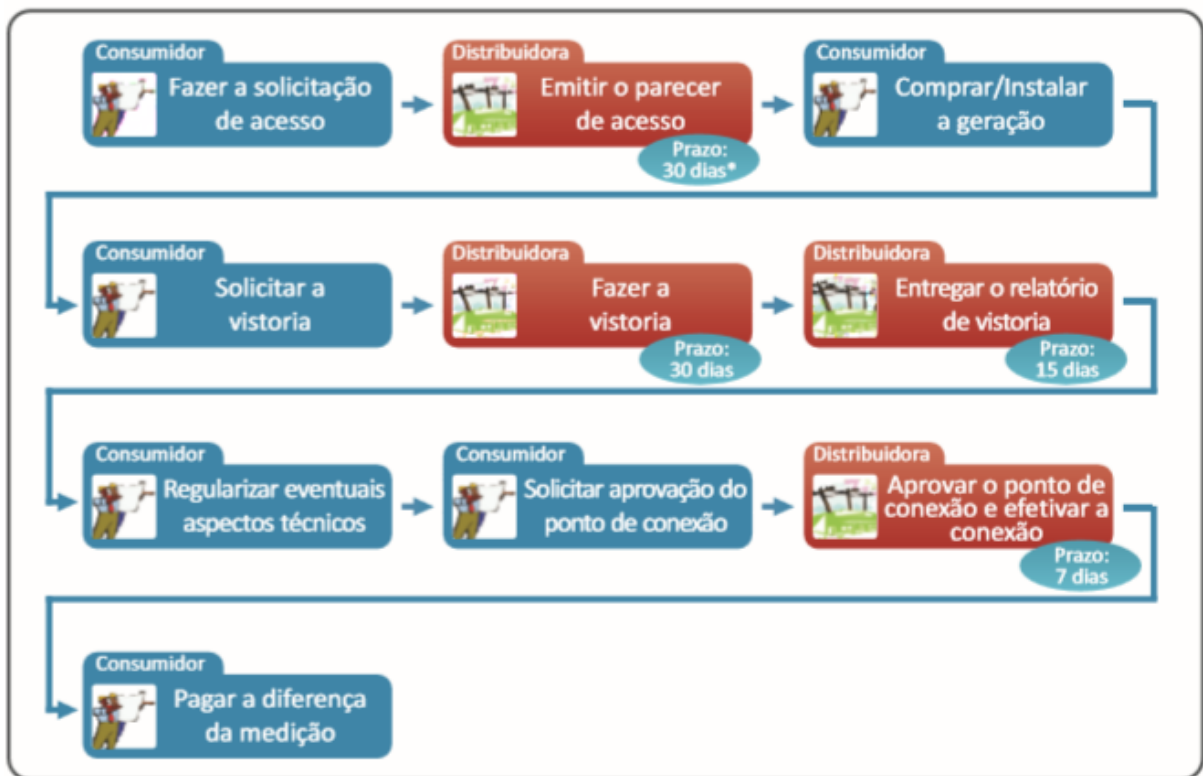 Consumidor
Fazer a solicitação
de acesso
Distribuidora
Emitir o parecer
de acesso
Prazo:
30 dias*
Consumidor
Comprar/Instalar
a geração
Consumidor
Solicitar a
vistoria
Distribuidora
Fazer a
vistoria
Prazo:
30 dias
Distribuidora
Entregar o relatório
de vistoria
Prazo:
15 dias
Consumidor
Regularizar eventuais
aspectos técnicos
Consumidor
Solicitar aprovação do
ponto de conexão
Distribuidora
Aprovar o ponto de
conexão e efetivar a
conexão
Prazo:
7 dias
Consumidor
Pagar a diferença
da medição